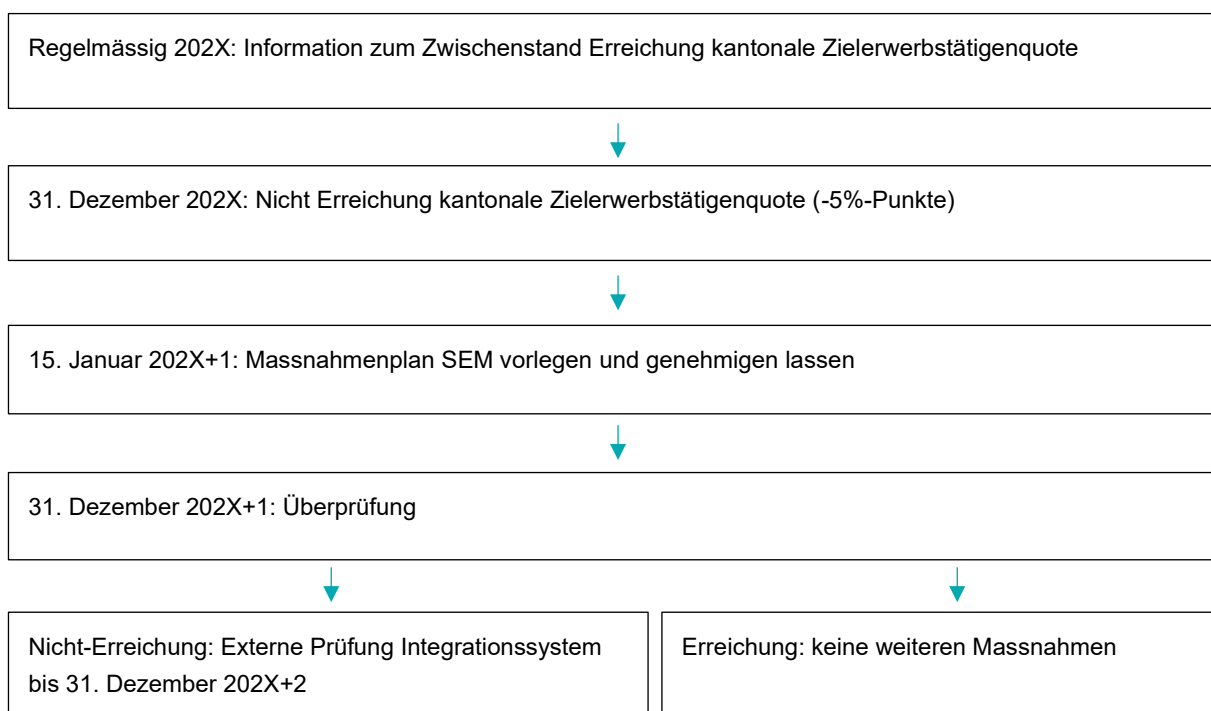 Regelmässig 202X: Information zum Zwischenstand Erreichung kantonale Zielerwerbstätigenquote
31. Dezember 202X: Nicht Erreichung kantonale Zielerwerbstätigenquote (-5%-Punkte)
15. Januar 202X+1: Massnahmenplan SEM vorlegen und genehmigen lassen
31. Dezember 202X+1: Überprüfung
Nicht-Erreichung: Externe Prüfung Integrationssystem
bis 31. Dezember 202X+2
Erreichung: keine weiteren Massnahmen